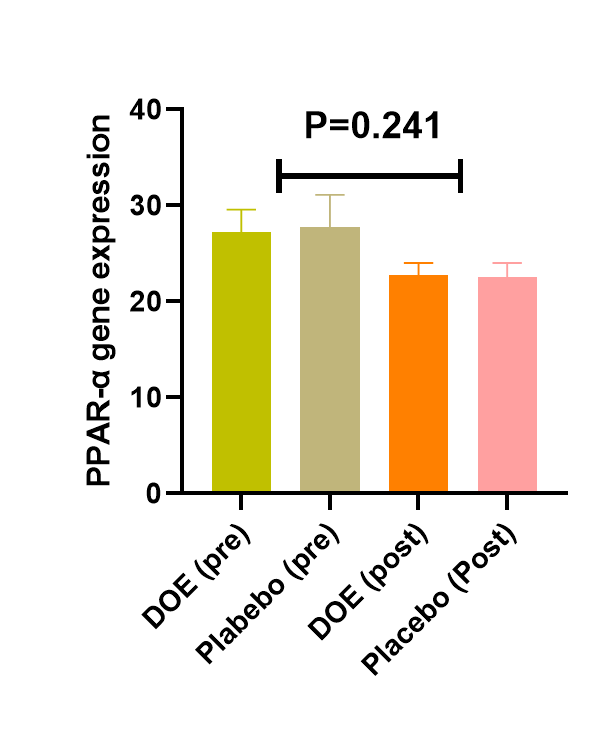 P=0.241
PPAR-α gene expression
40
30
20
10
0
DOE (pre)
Plabebo (pre)
DOE (post)
Placebo (Post)